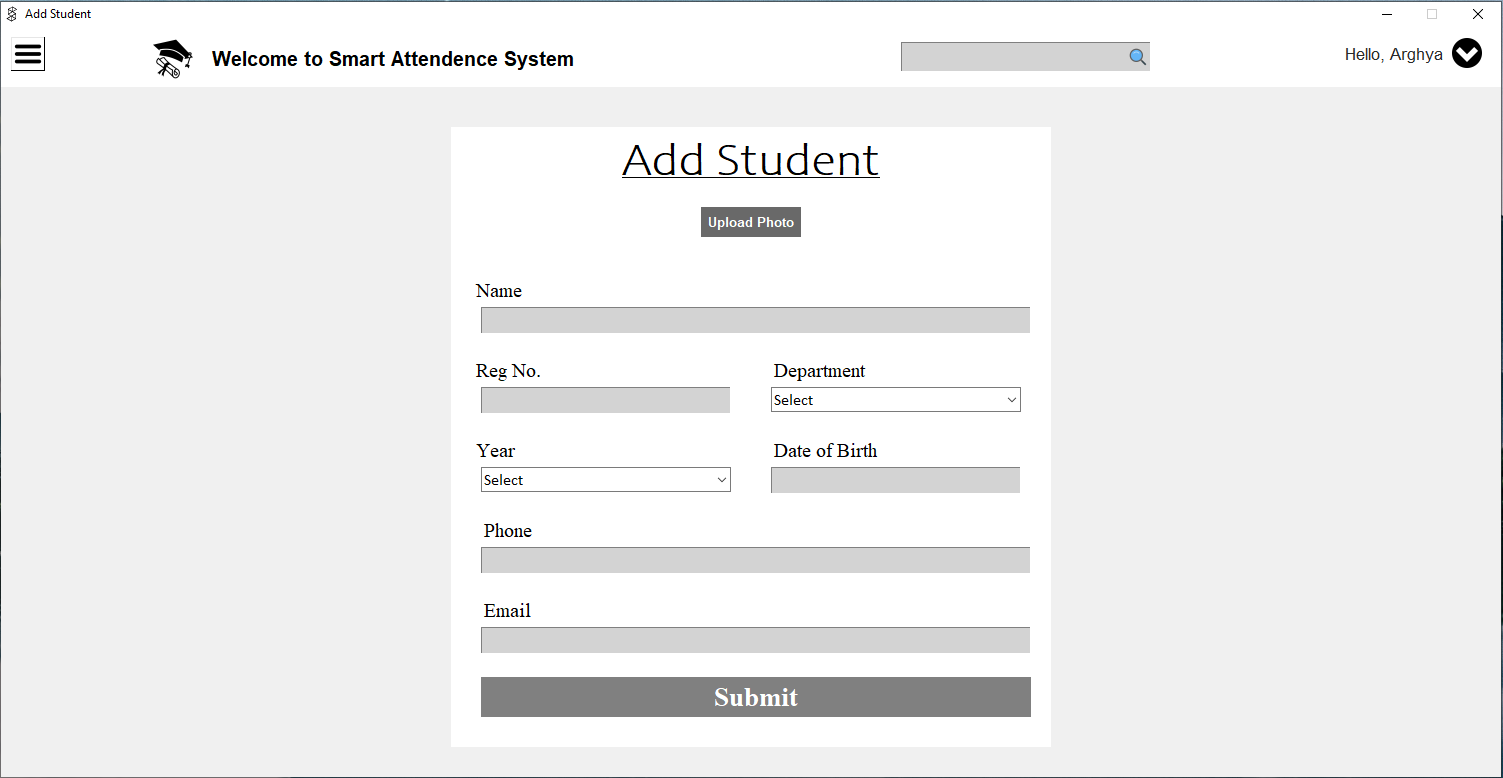 Add Student
Welcome to Smart Attendence System
Hello, Arghya
Add Student
Upload Photo
Name
Reg No.
Department
Select
Year
Date of Birth
Select
Phone
Email
Submit